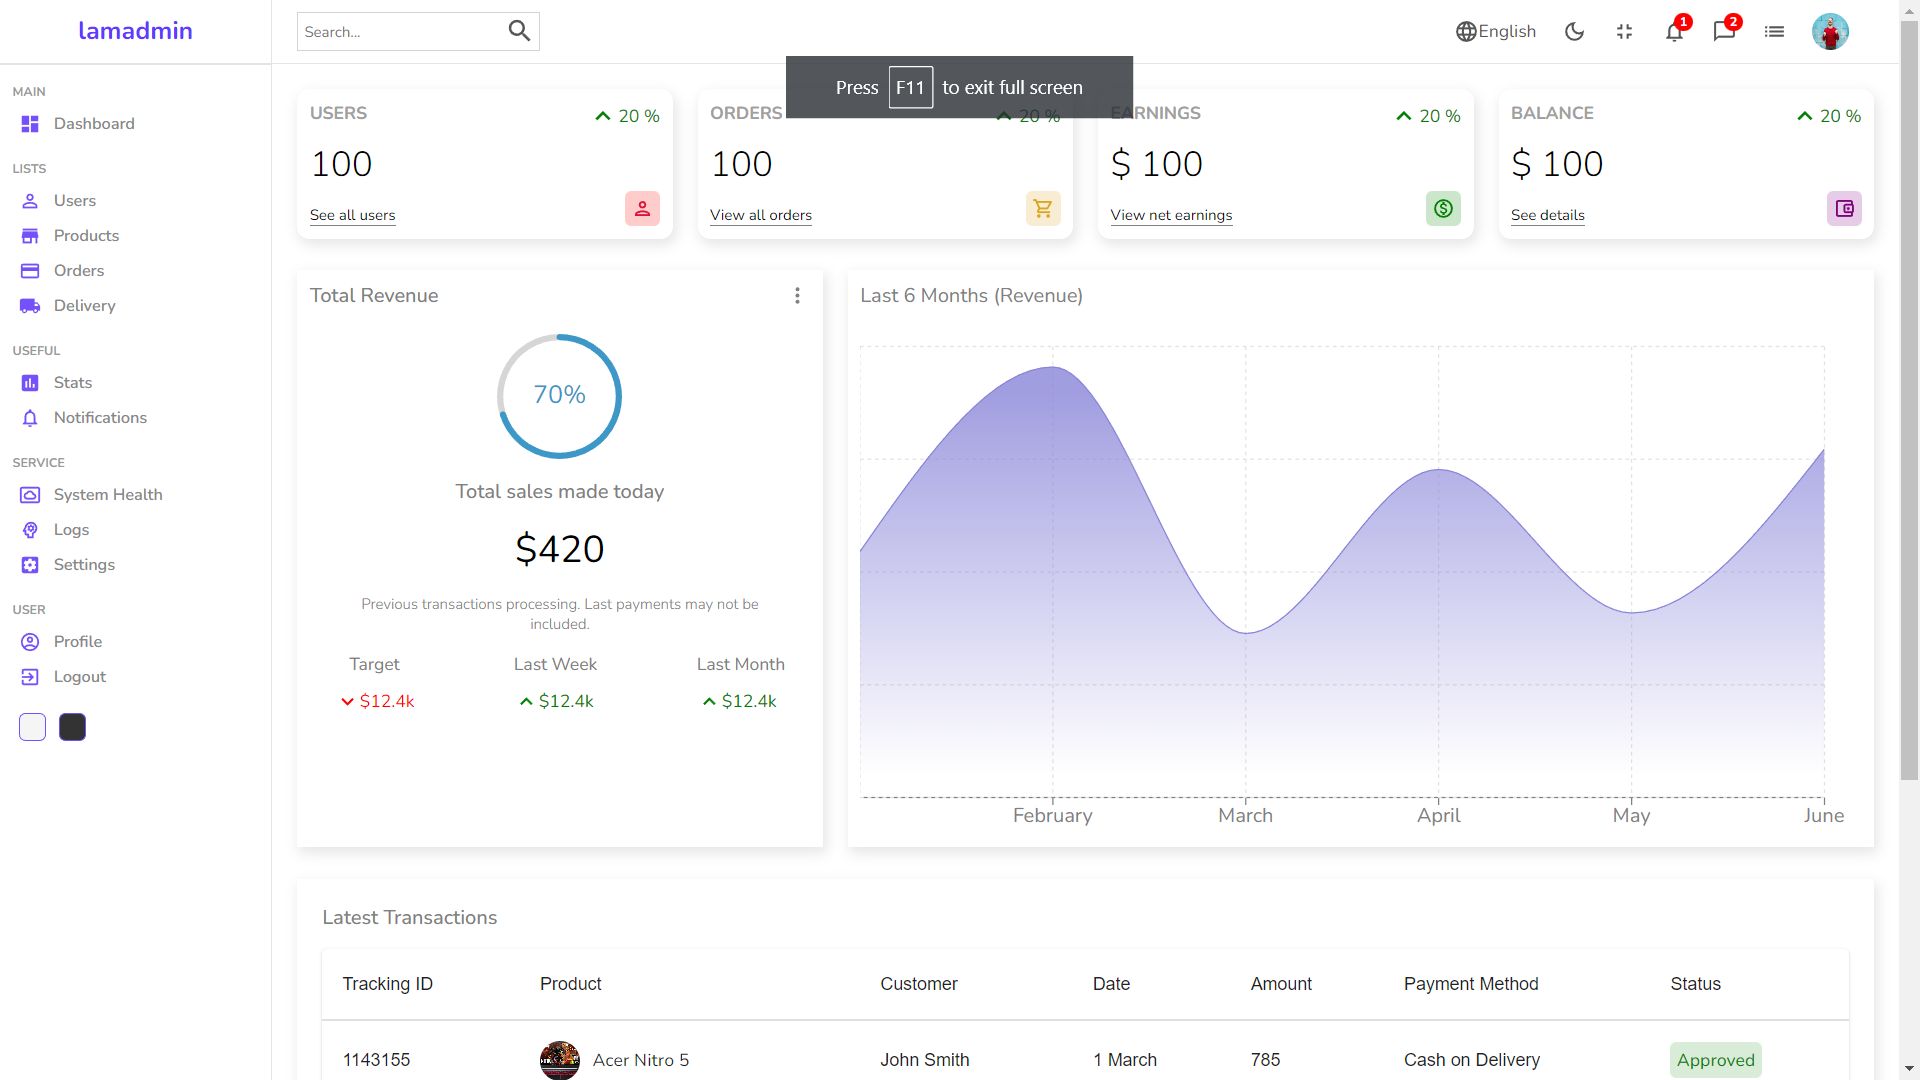 lamadmin
Search...
English
1
2
Press F11 to exit full screen
MAIN
Dashboard
LISTS
Users
Products
Orders
Delivery
USEFUL
Stats
Notifications
SERVICE
System Health
Logs
Settings
USER
Profile
Logout
USERS
20 %
100
See all users
ORDERS
20 %
100
View all orders
EARNINGS
20 %
$ 100
View net earnings
BALANCE
20 %
$ 100
See details
Total Revenue
70%
Total sales made today
$420
Previous transactions processing. Last payments may not be
included.
Target
Last Week
Last Month
$12.4k
$12.4k
$12.4k
Last 6 Months (Revenue)
February
March
April
May
June
Latest Transactions
Tracking ID Product Customer Date Amount Payment Method Status
1143155 Acer Nitro 5 John Smith 1 March 785 Cash on Delivery Approved